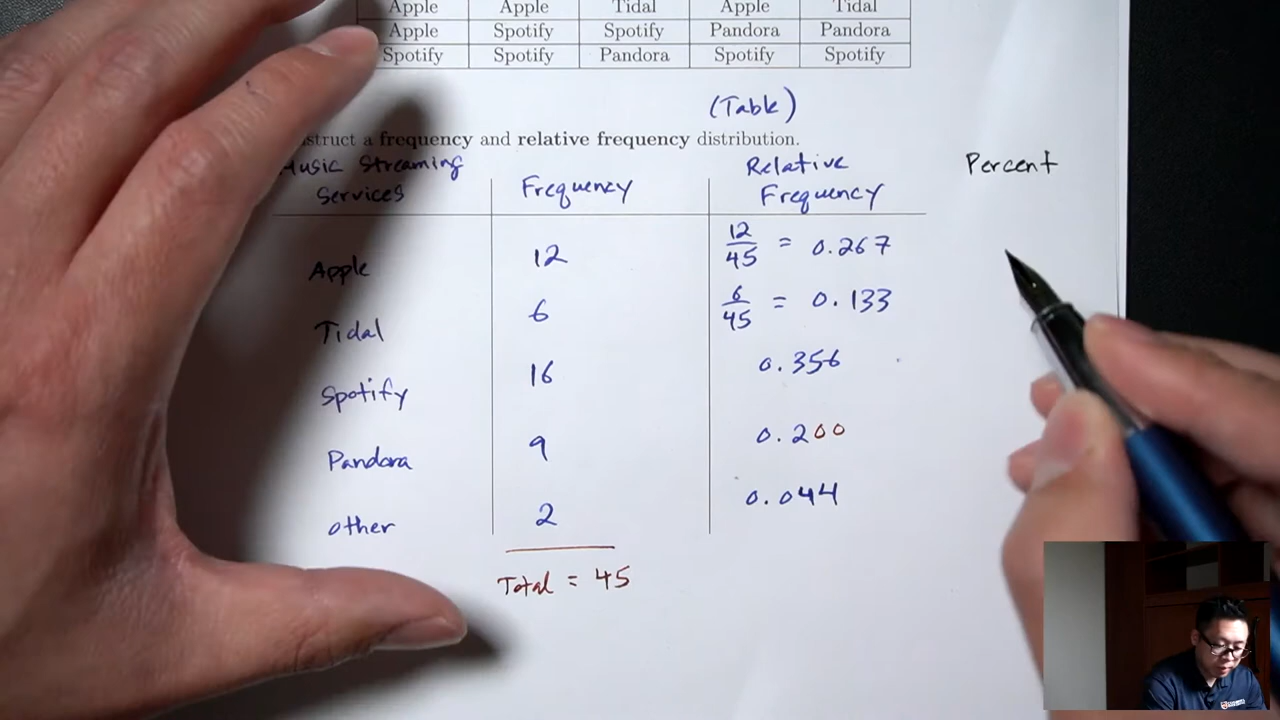 Apple Apple Tidal Apple Tidal
Apple Spotify Spotify Pandora Pandora
Spotify Spotify Pandora Spotify Spotify
(Table)
struct a frequency and relative frequency distribution.
Music Streaming Services Frequency Relative Frequency Percent
Apple 12 12/45 = 0.267
Tidal 6 6/45 = 0.133
Spotify 16 0.356
Pandora 9 0.200
other 2 0.044
Total = 45